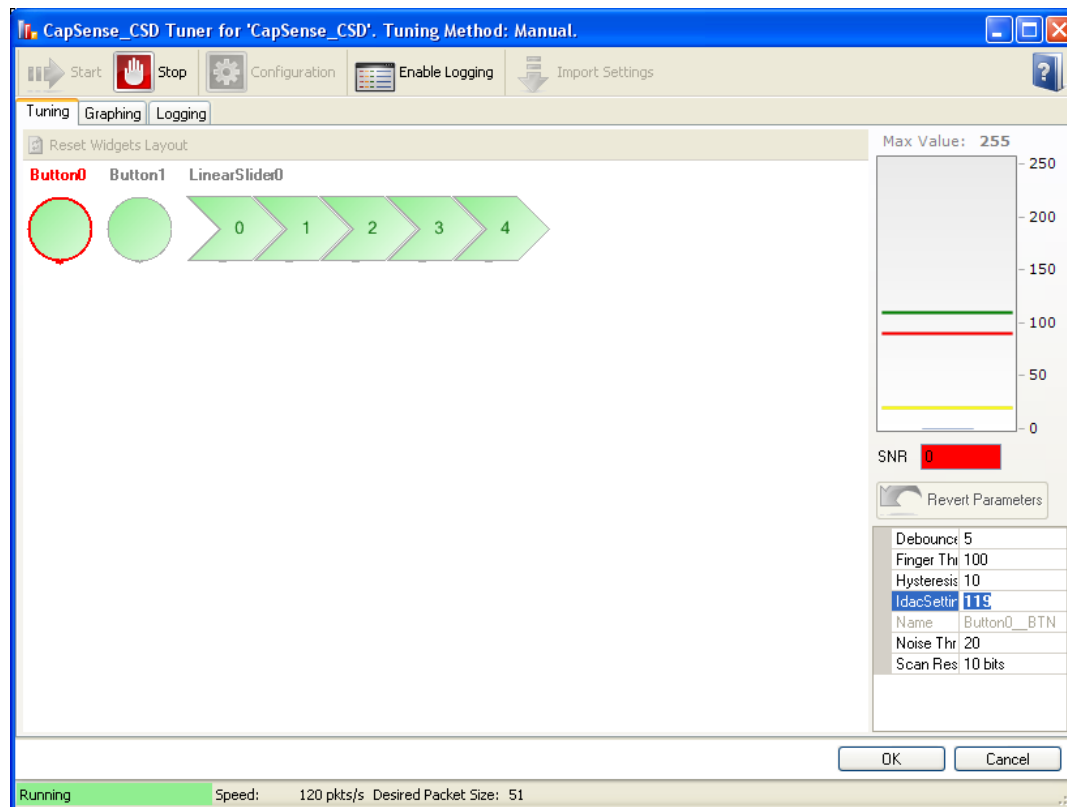 CapSense_CSD Tuner for 'CapSense_CSD'. Tuning Method: Manual.
Start Stop Configuration Enable Logging Import Settings ?
Tuning Graphing Logging
Reset Widgets Layout
Max Value: 255
Button0 Button1 LinearSlider0
0 1 2 3 4
250
200
150
100
50
0
SNR 0
Revert Parameters
Debounce 5
Finger Thr 100
Hysteresis 10
IdacSettin 119
Name Button0__BTN
Noise Thr 20
Scan Res 10 bits
OK Cancel
Running Speed: 120 pkts/s Desired Packet Size: 51